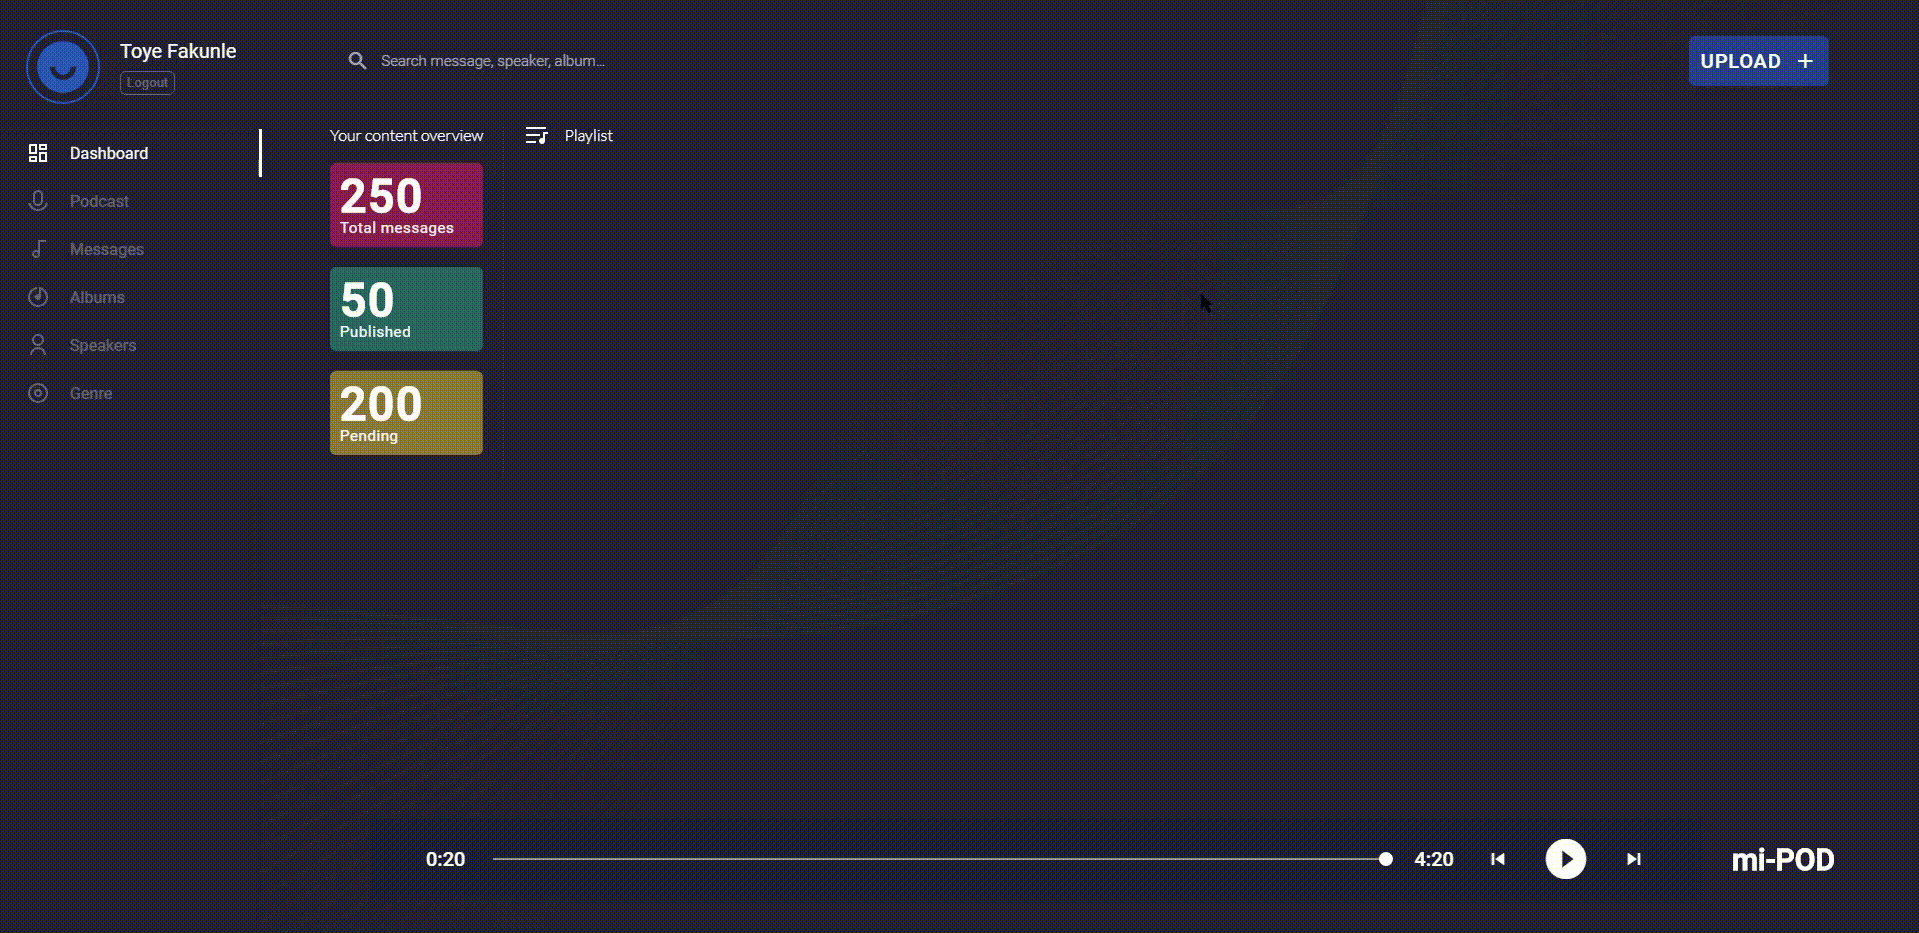 Toye Fakunle
Logout
Search message, speaker, album...
UPLOAD +
Dashboard
Podcast
Messages
Albums
Speakers
Genre
Your content overview
250
Total messages
50
Published
200
Pending
Playlist
0:20
4:20
mi-POD